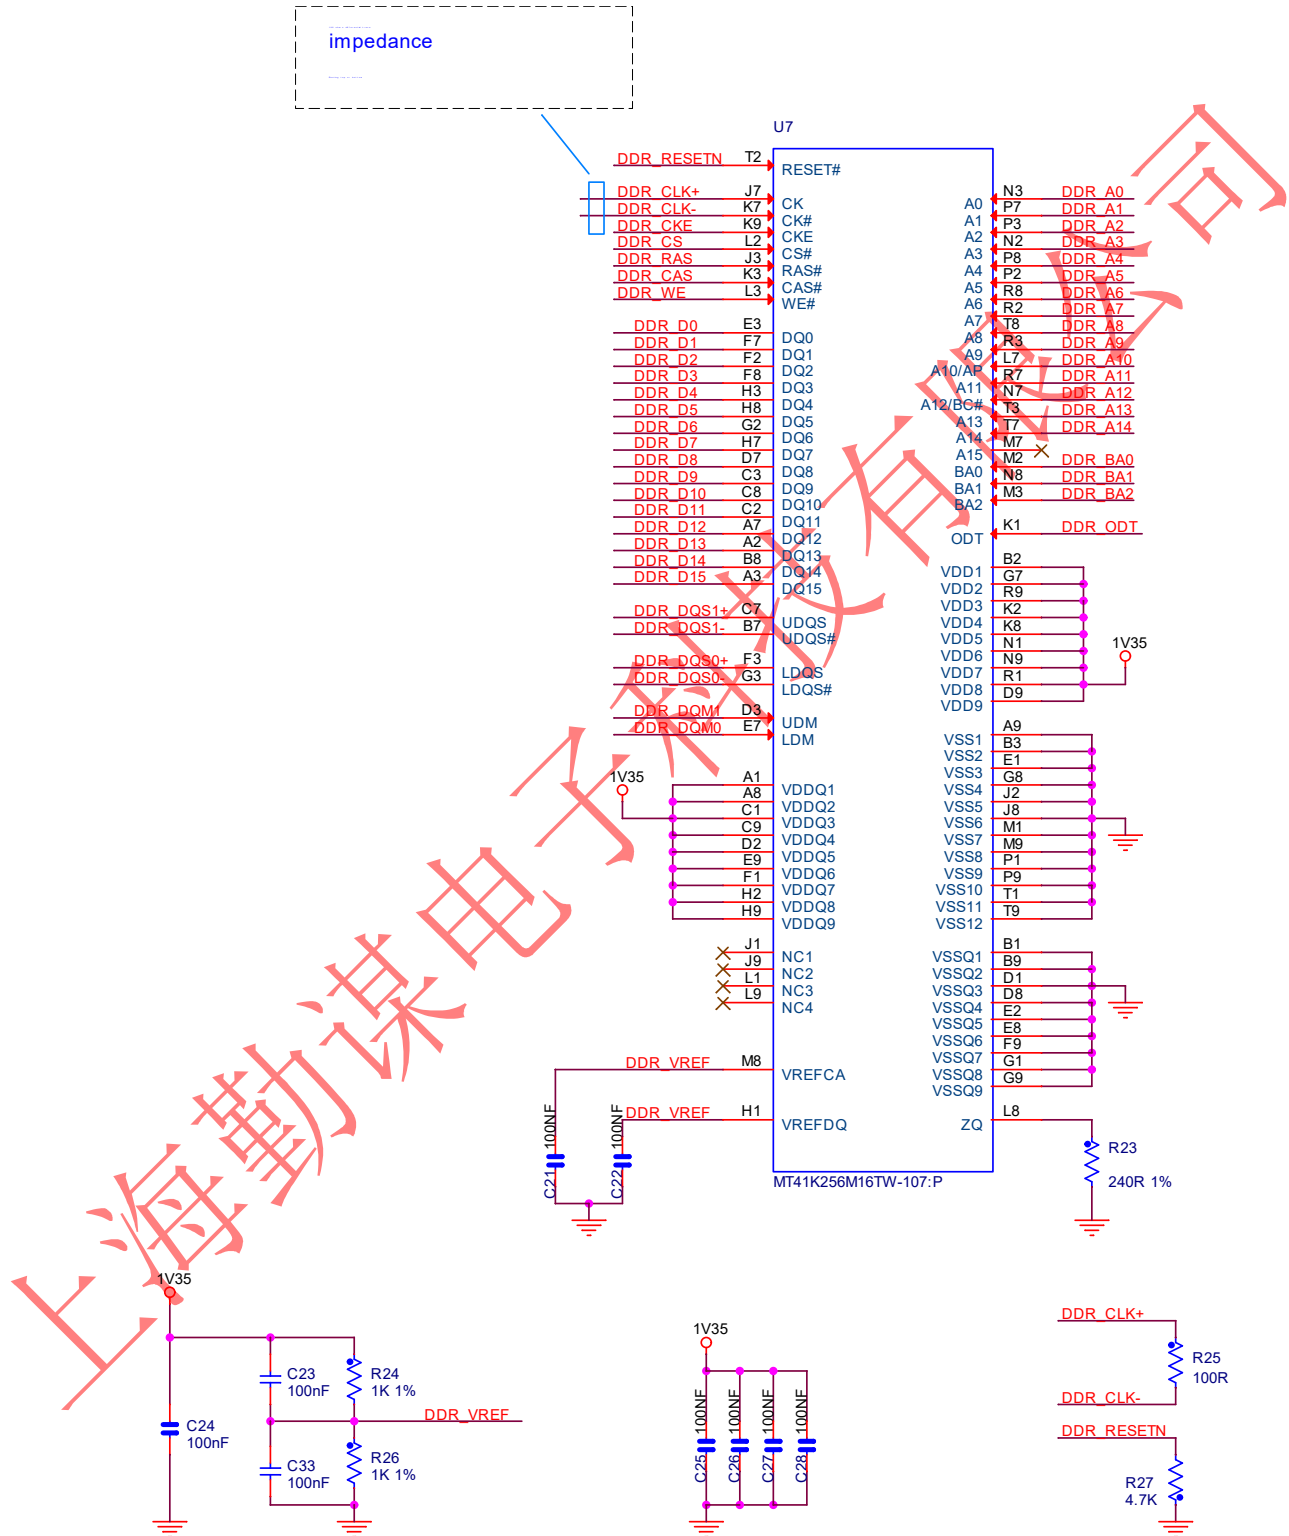 impedance
U7
DDR_RESETN T2 RESET#
DDR_CLK+ J7 CK
DDR_CLK- K7 CK#
DDR_CKE K9 CKE
DDR_CS L2 CS#
DDR_RAS J3 RAS#
DDR_CAS K3 CAS#
DDR_WE L3 WE#
DDR_D0 E3 DQ0
DDR_D1 F7 DQ1
DDR_D2 F2 DQ2
DDR_D3 F8 DQ3
DDR_D4 H3 DQ4
DDR_D5 H8 DQ5
DDR_D6 G2 DQ6
DDR_D7 H7 DQ7
DDR_D8 D7 DQ8
DDR_D9 C3 DQ9
DDR_D10 C8 DQ10
DDR_D11 C2 DQ11
DDR_D12 A7 DQ12
DDR_D13 A2 DQ13
DDR_D14 B8 DQ14
DDR_D15 A3 DQ15
DDR_DQS1+ C7 UDQS
DDR_DQS1- B7 UDQS#
DDR_DQS0+ F3 LDQS
DDR_DQS0- G3 LDQS#
DDR_DQM1 D3 UDM
DDR_DQM0 E7 LDM
1V35
A1 VDDQ1
A8 VDDQ2
C1 VDDQ3
C9 VDDQ4
D2 VDDQ5
E9 VDDQ6
F1 VDDQ7
H2 VDDQ8
H9 VDDQ9
J1 NC1
J9 NC2
L1 NC3
L9 NC4
DDR_VREF M8 VREFCA
DDR_VREF H1 VREFDQ
C21 100NF
C22 100NF
A0 N3 DDR_A0
A1 P7 DDR_A1
A2 P3 DDR_A2
A3 N2 DDR_A3
A4 P8 DDR_A4
A5 P2 DDR_A5
A6 R8 DDR_A6
A7 R2 DDR_A7
A8 T8 DDR_A8
A9 R3 DDR_A9
A10/AP L7 DDR_A10
A11 R7 DDR_A11
A12/BC# N7 DDR_A12
A13 T3 DDR_A13
A14 T7 DDR_A14
A15 M7
BA0 M2 DDR_BA0
BA1 N8 DDR_BA1
BA2 M3 DDR_BA2
ODT K1 DDR_ODT
VDD1 B2
VDD2 G7
VDD3 R9
VDD4 K2
VDD5 K8
VDD6 N1
VDD7 N9
VDD8 R1
VDD9 D9
1V35
VSS1 A9
VSS2 B3
VSS3 E1
VSS4 G8
VSS5 J2
VSS6 J8
VSS7 M1
VSS8 M9
VSS9 P1
VSS10 P9
VSS11 T1
VSS12 T9
VSSQ1 B1
VSSQ2 B9
VSSQ3 D1
VSSQ4 D8
VSSQ5 E2
VSSQ6 E8
VSSQ7 F9
VSSQ8 G1
VSSQ9 G9
ZQ L8
R23
240R 1%
MT41K256M16TW-107:P
上海勤谋电子科技有限公司
1V35
C24
100nF
C23
100nF
R24
1K 1%
DDR_VREF
C33
100nF
R26
1K 1%
1V35
C25 100NF
C26 100NF
C27 100NF
C28 100NF
DDR_CLK+
R25
100R
DDR_CLK-
DDR_RESETN
R27
4.7K